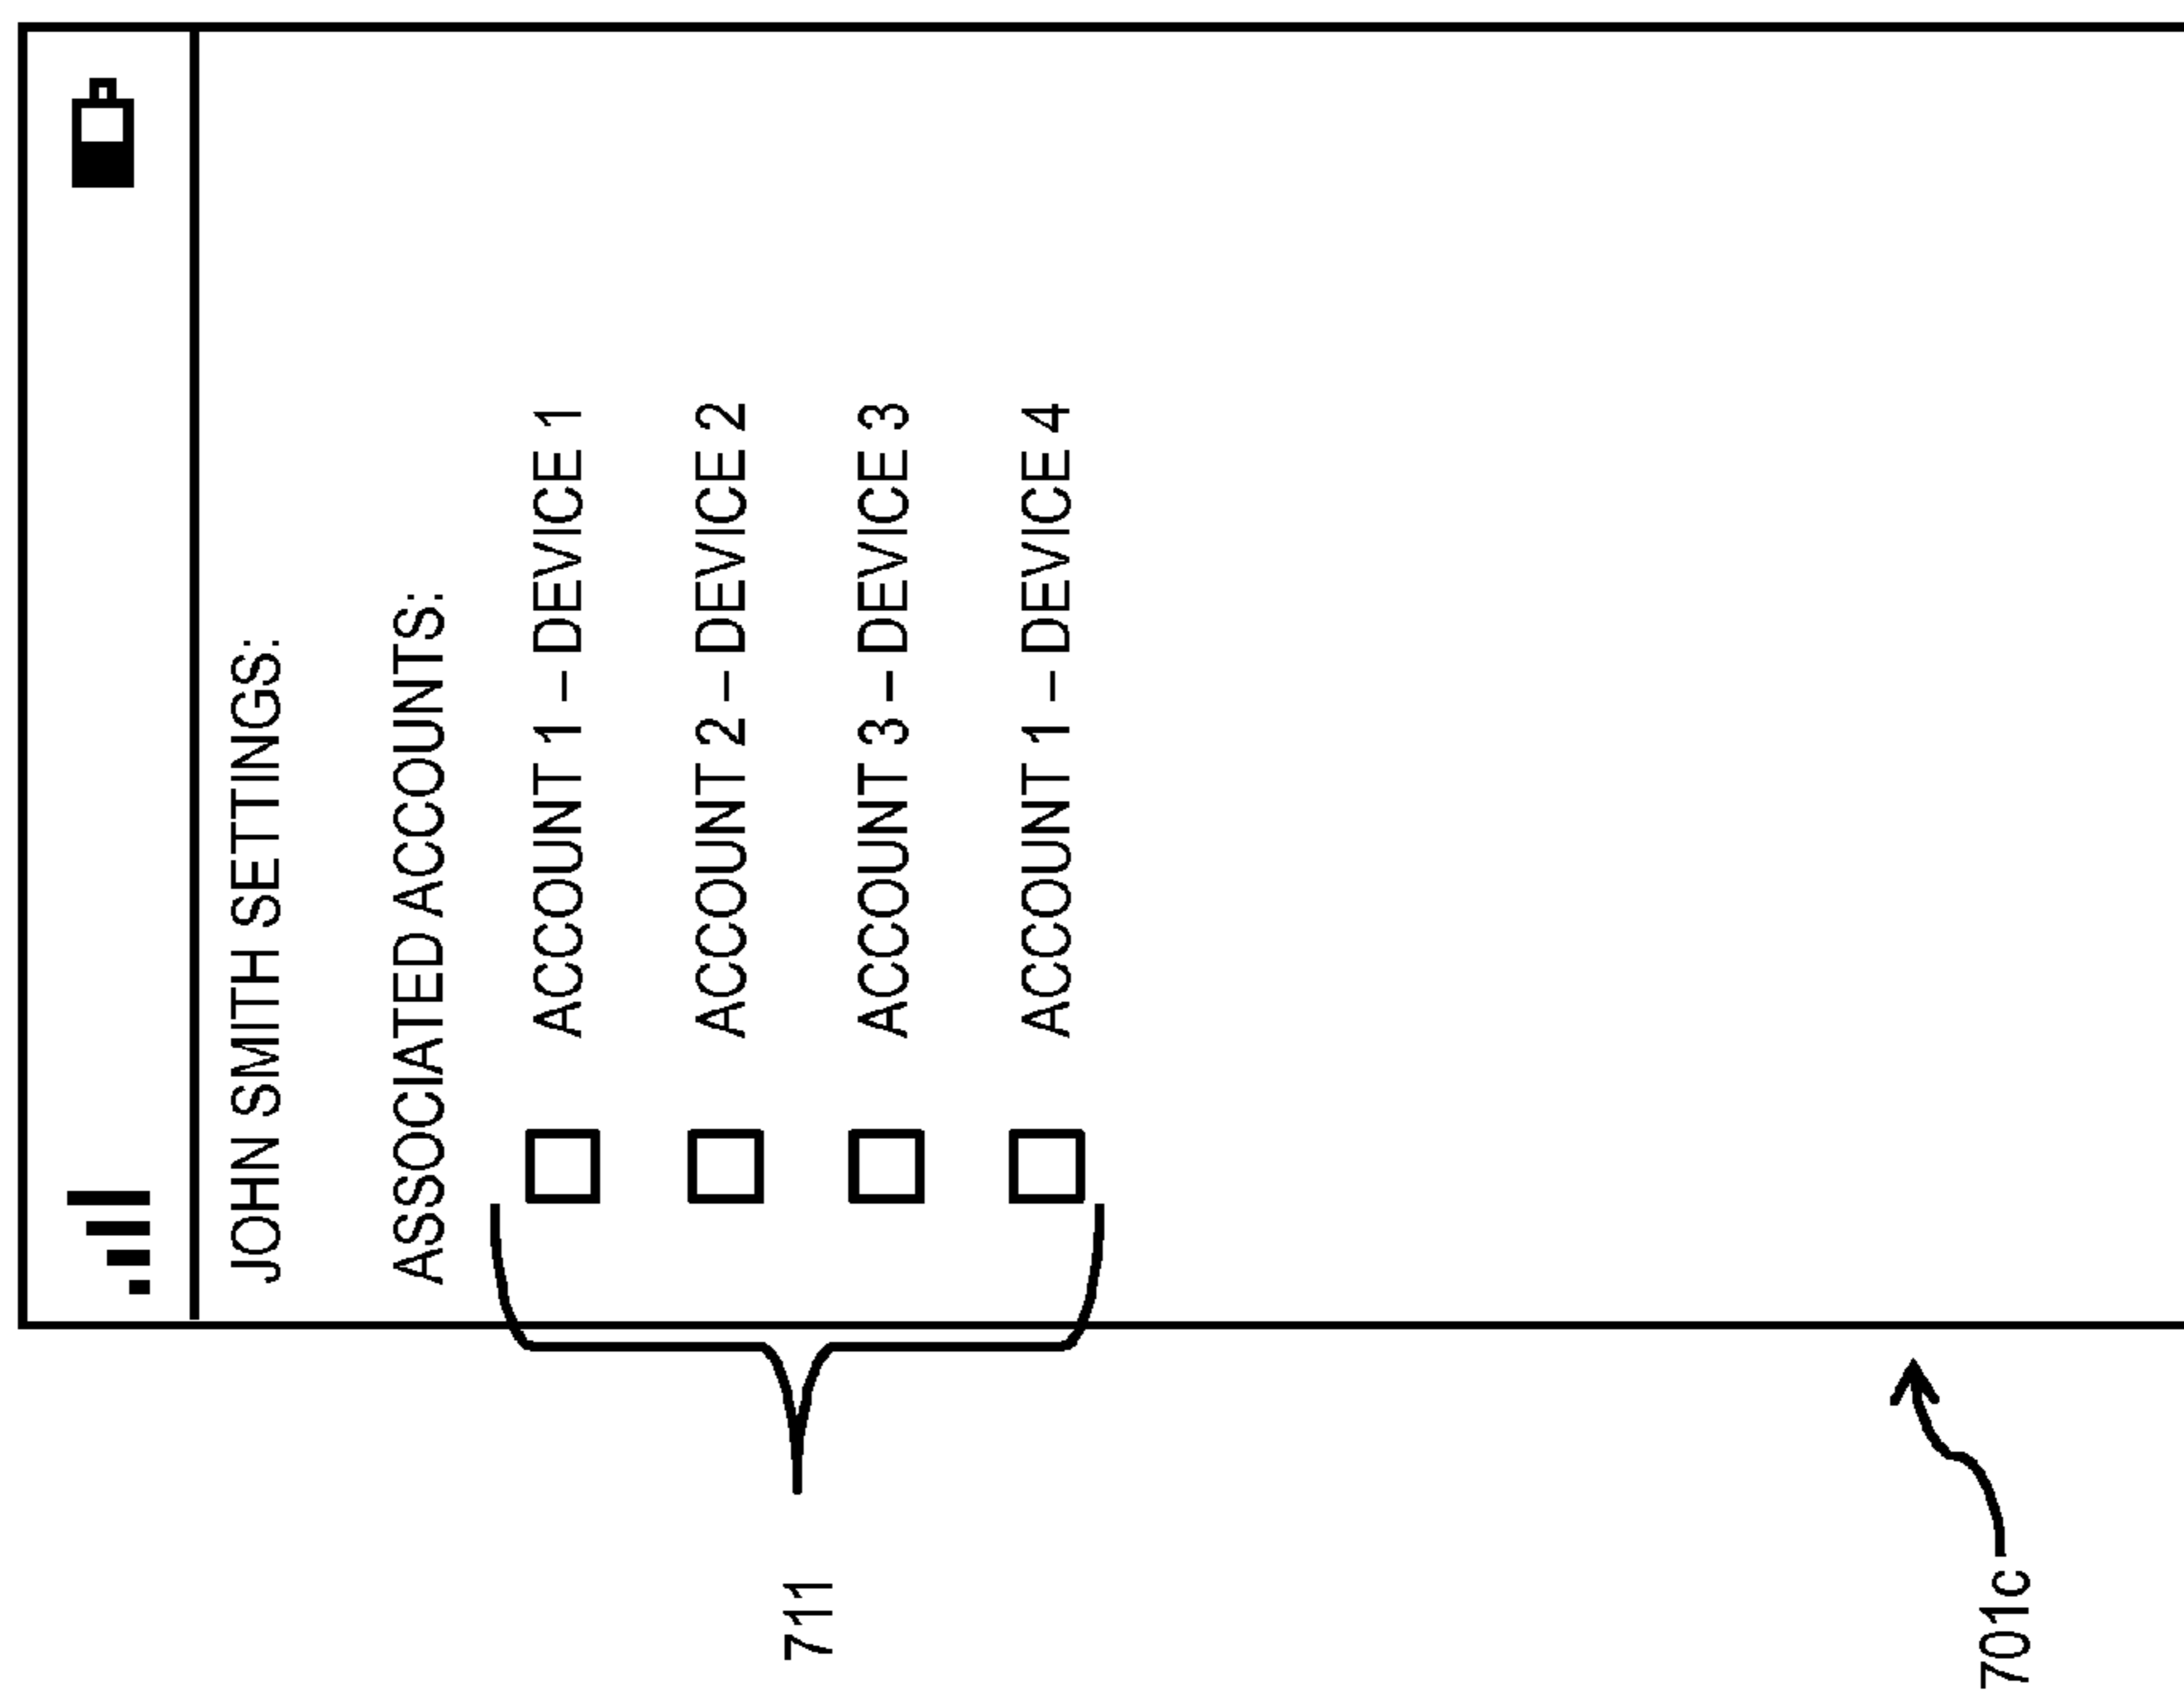 JOHN SMITH SETTINGS:
ASSOCIATED ACCOUNTS:
ACCOUNT 1 – DEVICE 1
ACCOUNT 2 – DEVICE 2
ACCOUNT 3 – DEVICE 3
ACCOUNT 1 – DEVICE 4
711
701c